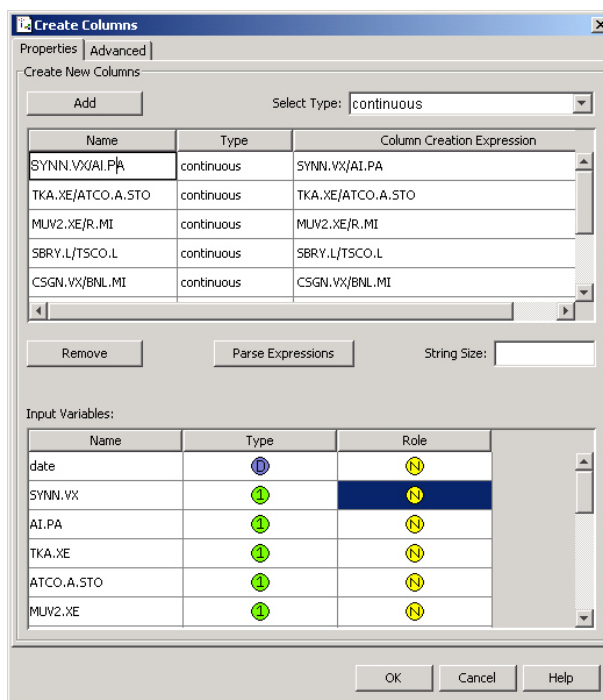 Create Columns
Properties Advanced
Create New Columns
Add Select Type: continuous
Name Type Column Creation Expression
SYNN.VX/AI.PA continuous SYNN.VX/AI.PA
TKA.XE/ATCO.A.STO continuous TKA.XE/ATCO.A.STO
MUV2.XE/R.MI continuous MUV2.XE/R.MI
SBRY.L/TSCO.L continuous SBRY.L/TSCO.L
CSGN.VX/BNL.MI continuous CSGN.VX/BNL.MI
Remove Parse Expressions String Size:
Input Variables:
Name Type Role
date D N
SYNN.VX 1 N
AI.PA 1 N
TKA.XE 1 N
ATCO.A.STO 1 N
MUV2.XE 1 N
OK Cancel Help